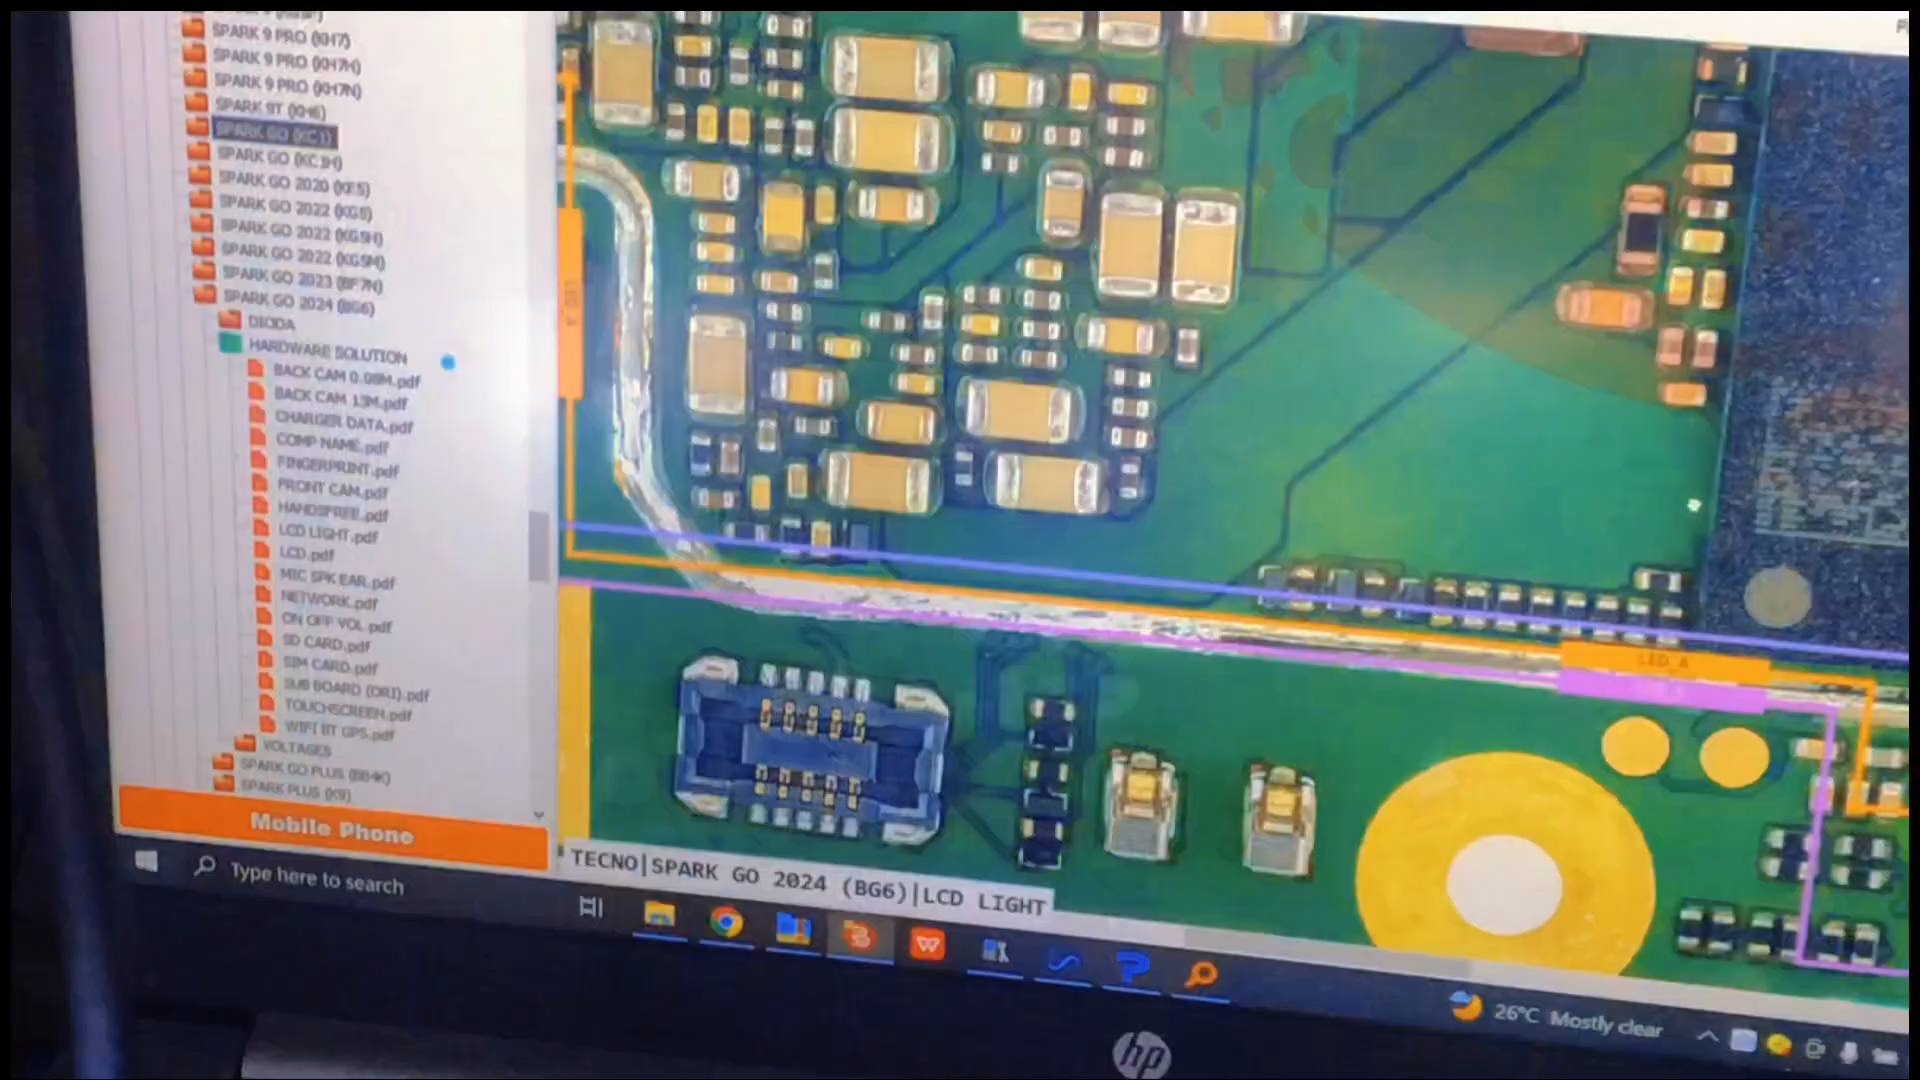 SPARK 9 PRO (KH7)
SPARK 9 PRO (KH7H)
SPARK 9 PRO (KH7N)
SPARK 9T (KH6)
SPARK GO (KC1)
SPARK GO (KC1H)
SPARK GO 2020 (KE5)
SPARK GO 2022 (KG5)
SPARK GO 2022 (KG5H)
SPARK GO 2022 (KG5M)
SPARK GO 2023 (BF7N)
SPARK GO 2024 (BG6)
DIODA
HARDWARE SOLUTION
BACK CAM 0.08M.pdf
BACK CAM 13M.pdf
CHARGER DATA.pdf
COMP NAME.pdf
FINGERPRINT.pdf
FRONT CAM.pdf
HANDSFREE.pdf
LCD LIGHT.pdf
LCD.pdf
MIC SPK EAR.pdf
NETWORK.pdf
ON OFF VOL.pdf
SD CARD.pdf
SIM CARD.pdf
SUB BOARD (ORI).pdf
TOUCHSCREEN.pdf
WIFI BT GPS.pdf
VOLTAGES
SPARK GO PLUS (BB4K)
SPARK PLUS (K9)
Mobile Phone
LED_A
TECNO|SPARK GO 2024 (BG6)|LCD LIGHT
Type here to search
26°C Mostly clear
hp